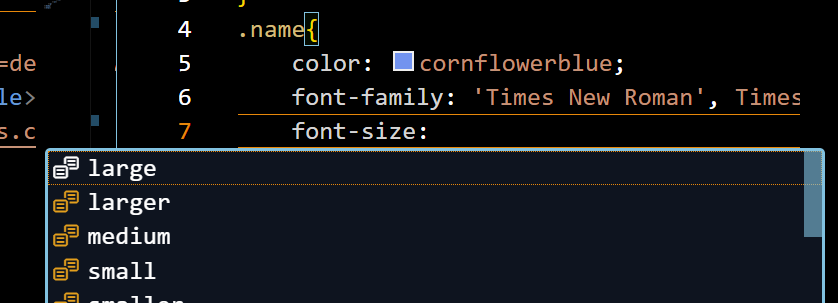 4 .name{
=de
5 color: cornflowerblue;
le>
6 font-family: 'Times New Roman', Times
s.c
7 font-size:
large
larger
medium
small
smaller